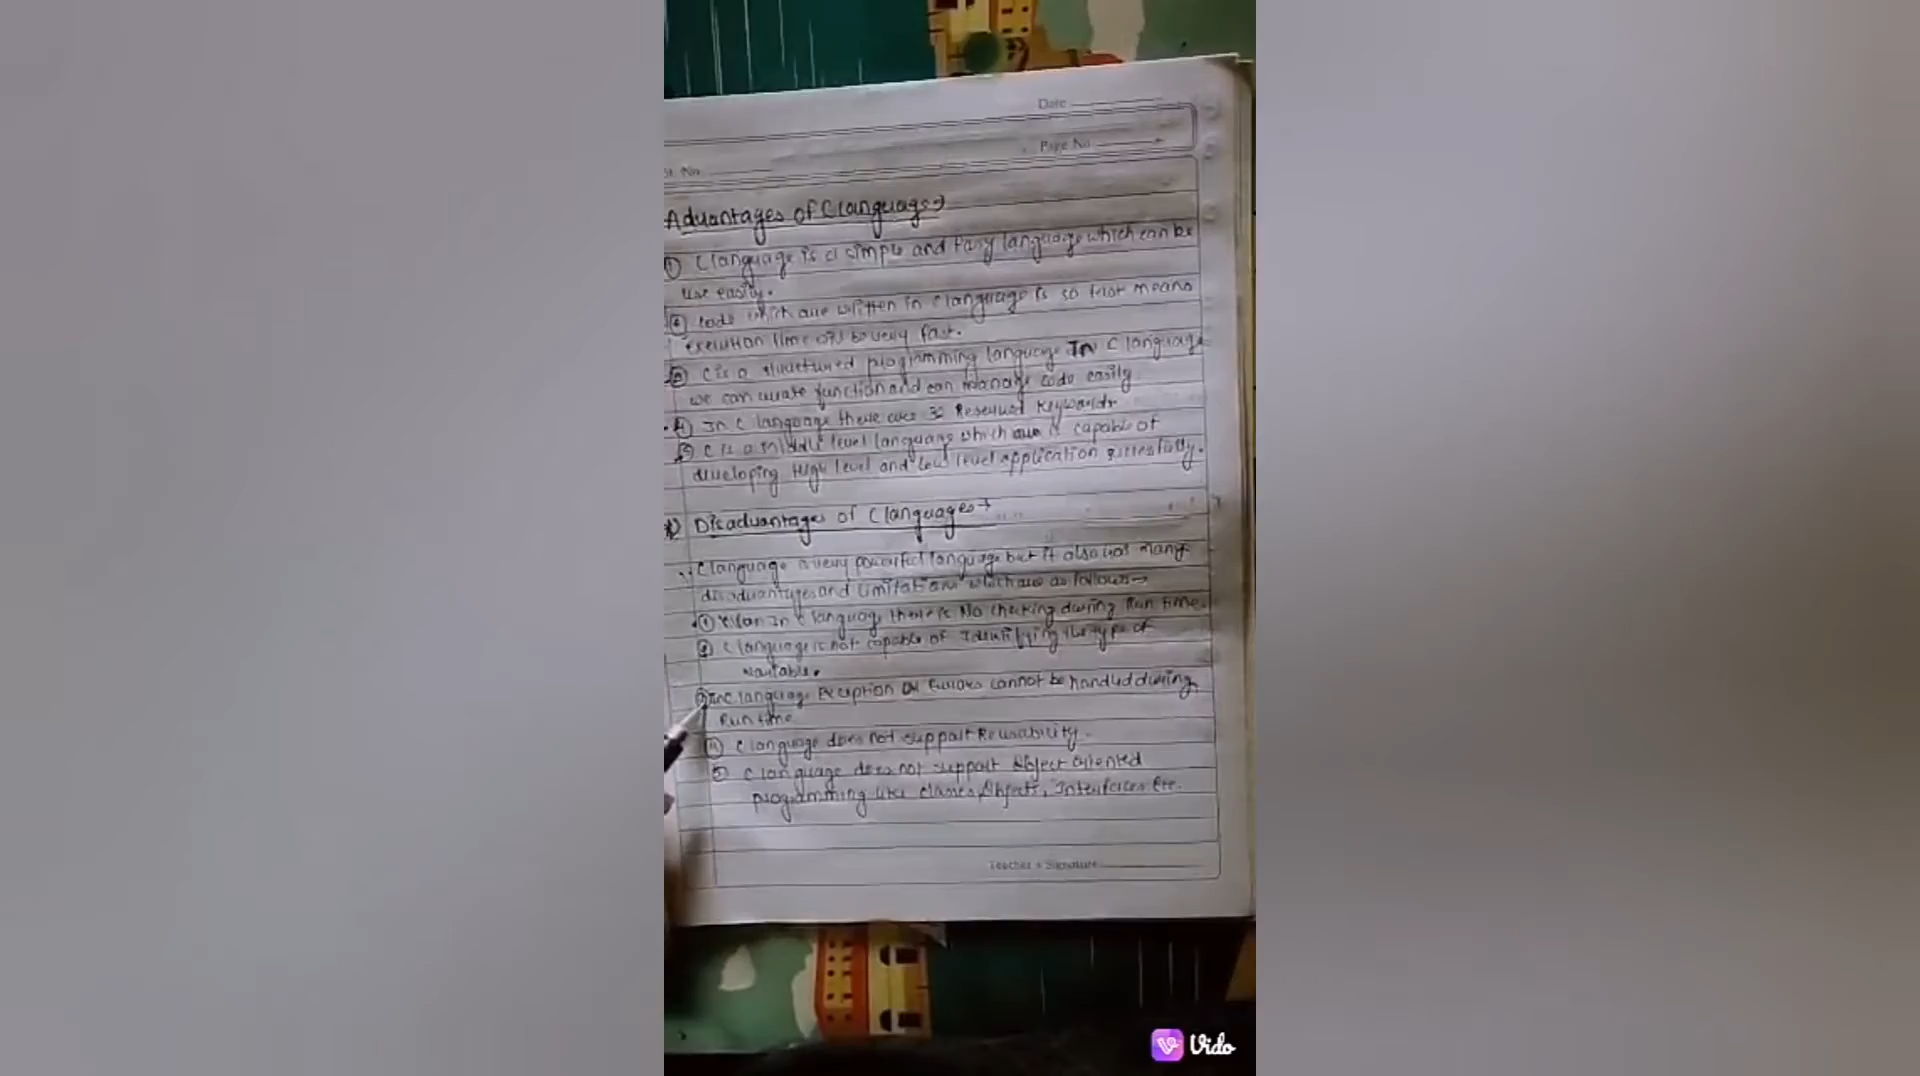 Date
Page No
Advantages of C languages→
① C language is a simple and Easy language which can be
use easily.
② code which are written in C language is so fast means
execution time will be very fast.
③ C is a structured programming language In C language
we can create function and can manage code easily
④ In C language there are 32 Reserved Keywords
⑤ C is a middle level language which are is capable of
developing High level and low level application successfully.
Disadvantages of C languages→
C language a very powerful language but it also has many
disadvantages and limitations which are as follows→
① In C language there is No checking during Run time.
② C language is not capable of Identifying the type of
variable.
③ In C language Exception or Errors cannot be handled during
Run time
④ C language does not support Reusability.
⑤ C language does not support object oriented
programming like classes, objects, Interfaces Etc.
Teacher's Signature
Vido